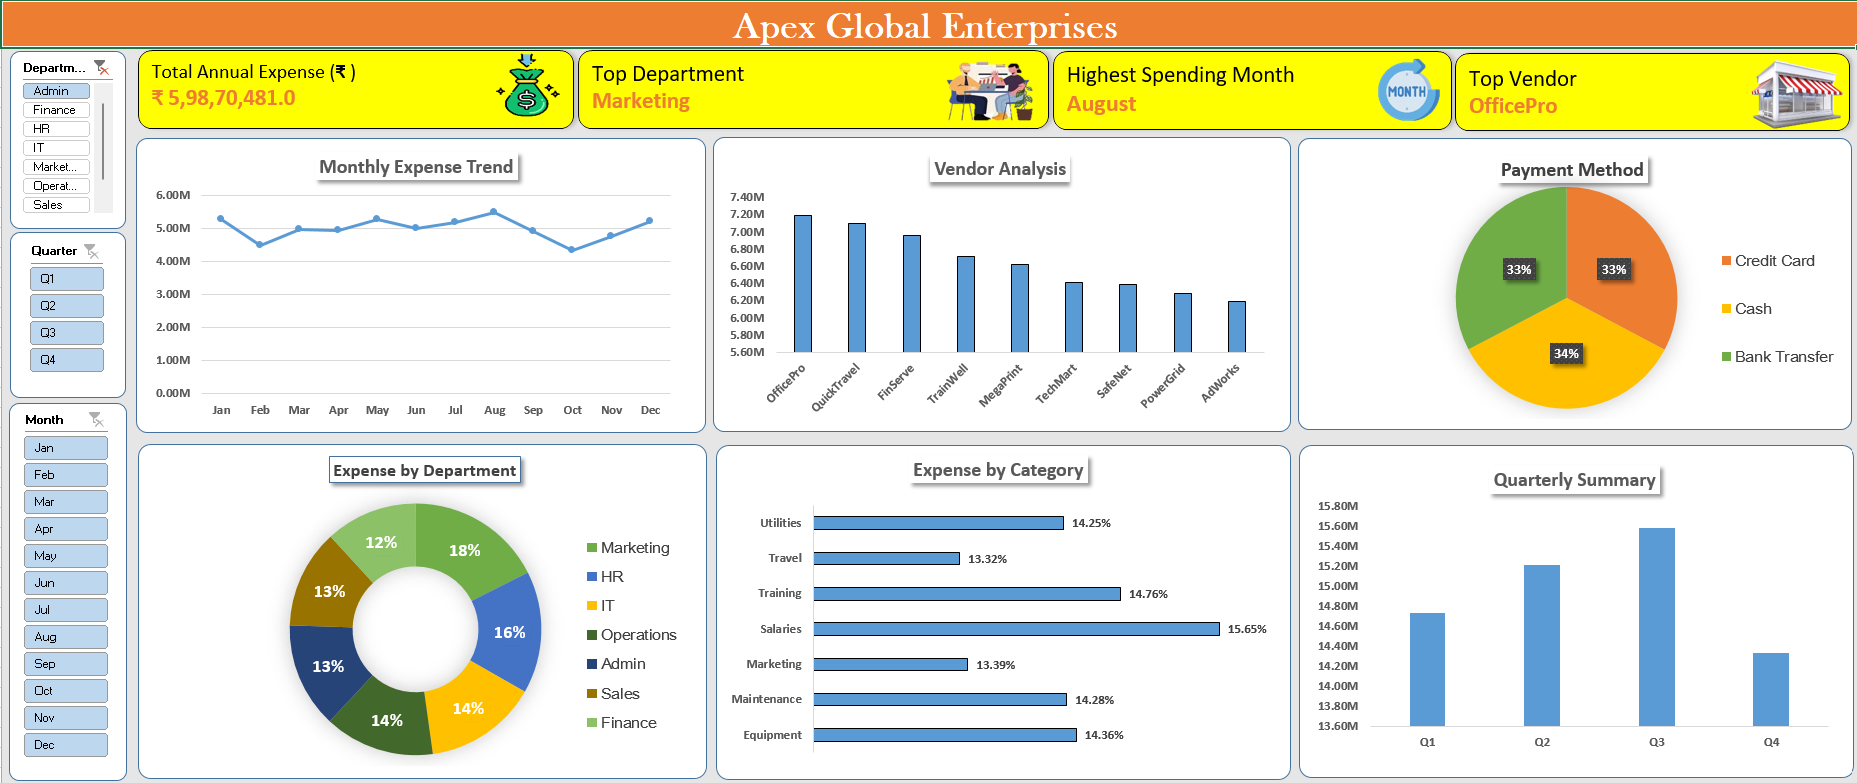 Apex Global Enterprises
Departm...
Admin
Finance
HR
IT
Market...
Operat...
Sales
Quarter
Q1
Q2
Q3
Q4
Month
Jan
Feb
Mar
Apr
May
Jun
Jul
Aug
Sep
Oct
Nov
Dec
Total Annual Expense (₹ )
₹ 5,98,70,481.0
$
Top Department
Marketing
Highest Spending Month
August
MONTH
Top Vendor
OfficePro
Monthly Expense Trend
6.00M
5.00M
4.00M
3.00M
2.00M
1.00M
0.00M
Jan Feb Mar Apr May Jun Jul Aug Sep Oct Nov Dec
Vendor Analysis
7.40M
7.20M
7.00M
6.80M
6.60M
6.40M
6.20M
6.00M
5.80M
5.60M
OfficePro QuickTravel FinServe TrainWell MegaPrint TechMart SafeNet PowerGrid AdWorks
Payment Method
33% 33%
34%
Credit Card
Cash
Bank Transfer
Expense by Department
12% 18%
13% 16%
13% 14%
14%
Marketing
HR
IT
Operations
Admin
Sales
Finance
Expense by Category
Utilities 14.25%
Travel 13.32%
Training 14.76%
Salaries 15.65%
Marketing 13.39%
Maintenance 14.28%
Equipment 14.36%
Quarterly Summary
15.80M
15.60M
15.40M
15.20M
15.00M
14.80M
14.60M
14.40M
14.20M
14.00M
13.80M
13.60M
Q1 Q2 Q3 Q4